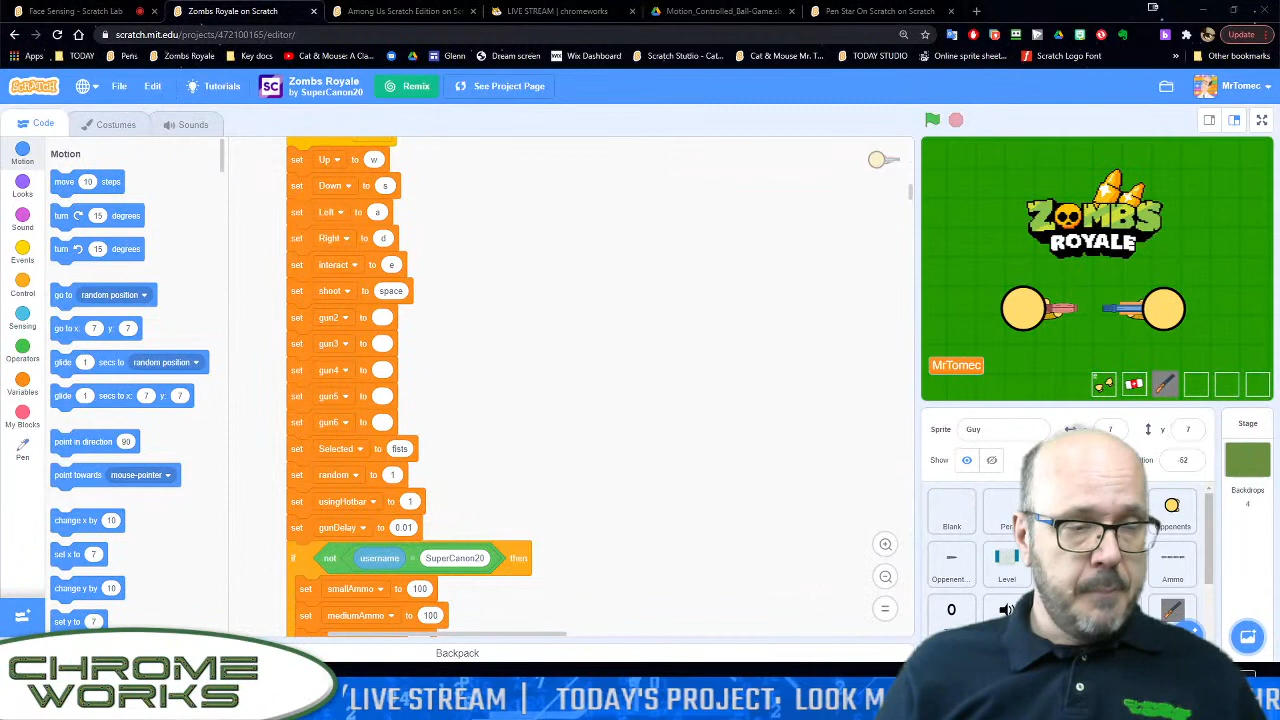 Face Sensing - Scratch Lab
Zombs Royale on Scratch
Among Us Scratch Edition on Scr
LIVE STREAM | chromeworks
Motion_Controlled_Ball-Game.sb
Pen Star On Scratch on Scratch
scratch.mit.edu/projects/472100165/editor/
Update
Apps
TODAY
Pens
Zombs Royale
Key docs
Cat & Mouse: A Cla...
Glenn
Dream screen
Wix Dashboard
Scratch Studio - Cat...
Cat & Mouse Mr. T...
TODAY STUDIO
Online sprite sheet...
Scratch Logo Font
Other bookmarks
SCRATCH
File
Edit
Tutorials
SC
Zombs Royale
by SuperCanon20
Remix
See Project Page
MrTomec
Code
Costumes
Sounds
Motion
Looks
Sound
Events
Control
Sensing
Operators
Variables
My Blocks
Pen
Motion
move 10 steps
turn 15 degrees
turn 15 degrees
go to random position
go to x: 7 y: 7
glide 1 secs to random position
glide 1 secs to x: 7 y: 7
point in direction 90
point towards mouse-pointer
change x by 10
set x to 7
change y by 10
set y to 7
set Up to w
set Down to s
set Left to a
set Right to d
set interact to e
set shoot to space
set gun2 to
set gun3 to
set gun4 to
set gun5 to
set gun6 to
set Selected to fists
set random to 1
set usingHotbar to 1
set gunDelay to 0.01
if not username = SuperCanon20 then
set smallAmmo to 100
set mediumAmmo to 100
Backpack
ZOMBS
ROYALE
MrTomec
Sprite
Guy
7
y
7
Show
-62
Stage
Backdrops
4
Blank
Level
Ammo
Opponent...
0
CHROME
WORKS
LIVE STREAM | TODAY'S PROJECT: LOOK M